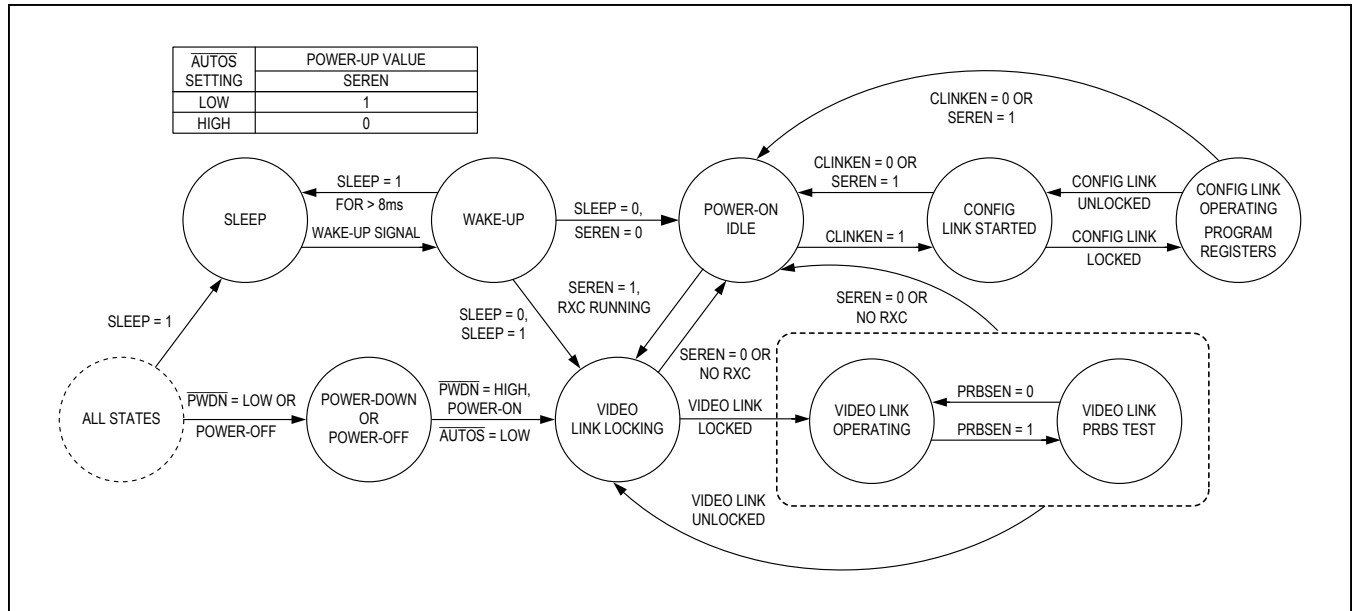 AUTOS SETTING
POWER-UP VALUE
SEREN
LOW 1
HIGH 0
CLINKEN = 0 OR
SEREN = 1
SLEEP
SLEEP = 1
FOR > 8ms
WAKE-UP SIGNAL
WAKE-UP
SLEEP = 0,
SEREN = 0
POWER-ON
IDLE
CLINKEN = 0 OR
SEREN = 1
CLINKEN = 1
CONFIG
LINK STARTED
CONFIG LINK
UNLOCKED
CONFIG LINK
LOCKED
CONFIG LINK
OPERATING
PROGRAM
REGISTERS
SLEEP = 1
SLEEP = 0,
SLEEP = 1
SEREN = 1,
RXC RUNNING
SEREN = 0 OR
NO RXC
SEREN = 0 OR
NO RXC
ALL STATES
PWDN = LOW OR
POWER-OFF
POWER-DOWN
OR
POWER-OFF
PWDN = HIGH,
POWER-ON
AUTOS = LOW
VIDEO
LINK LOCKING
VIDEO LINK
LOCKED
VIDEO LINK
OPERATING
PRBSEN = 0
PRBSEN = 1
VIDEO LINK
PRBS TEST
VIDEO LINK
UNLOCKED